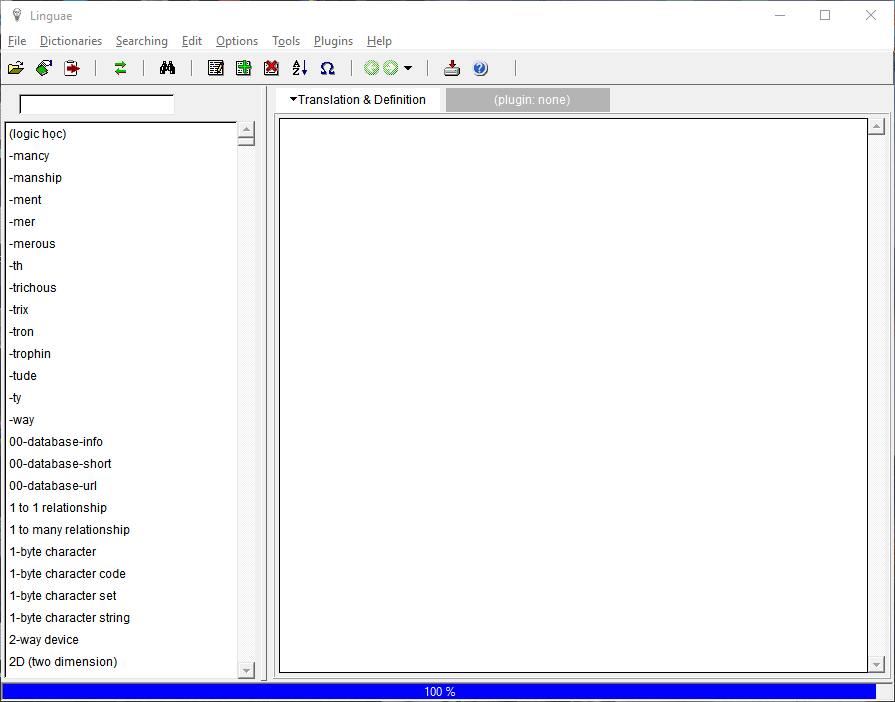 Linguae
File Dictionaries Searching Edit Options Tools Plugins Help
Translation & Definition (plugin: none)
(logic học)
-mancy
-manship
-ment
-mer
-merous
-th
-trichous
-trix
-tron
-trophin
-tude
-ty
-way
00-database-info
00-database-short
00-database-url
1 to 1 relationship
1 to many relationship
1-byte character
1-byte character code
1-byte character set
1-byte character string
2-way device
2D (two dimension)
100 %